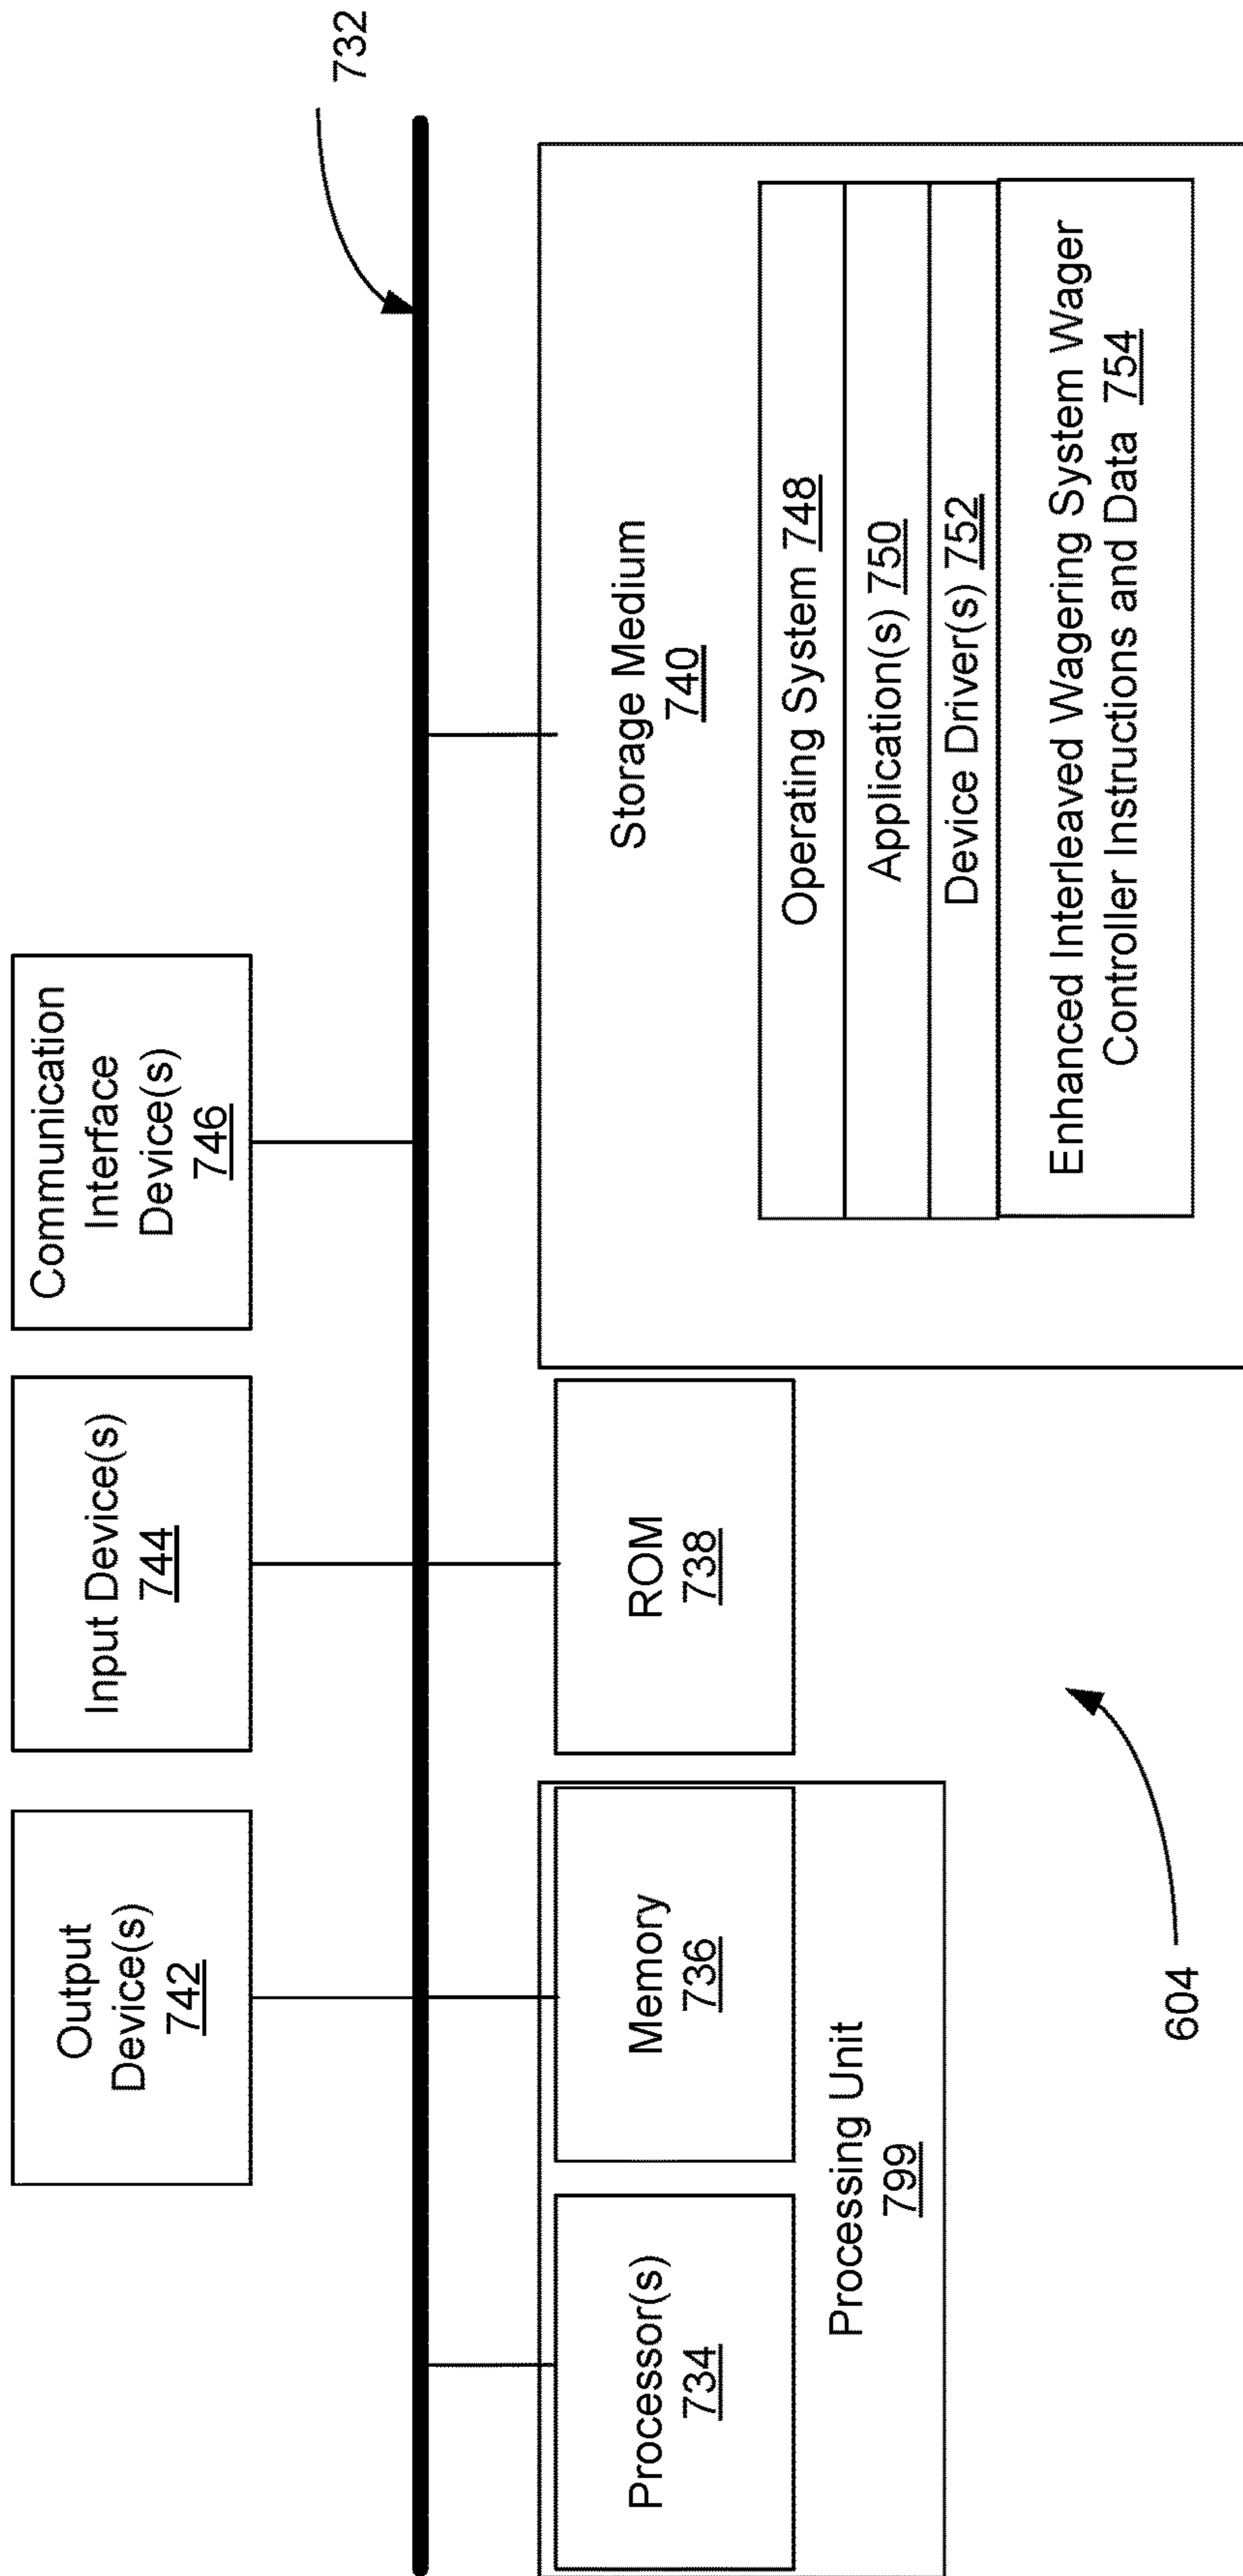 732
Output
Device(s)
742
Input Device(s)
744
Communication
Interface
Device(s)
746
Processor(s)
734
Memory
736
Processing Unit
799
ROM
738
Storage Medium
740
Operating System 748
Application(s) 750
Device Driver(s) 752
Enhanced Interleaved Wagering System Wager
Controller Instructions and Data 754
604